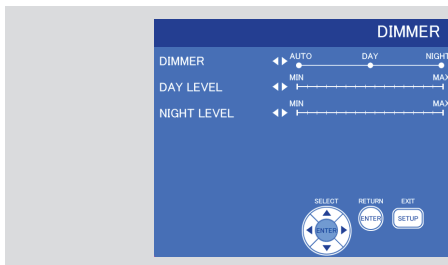 DIMMER
DIMMER AUTO DAY NIGHT
DAY LEVEL MIN MAX
NIGHT LEVEL MIN MAX
SELECT RETURN EXIT
ENTER ENTER SETUP